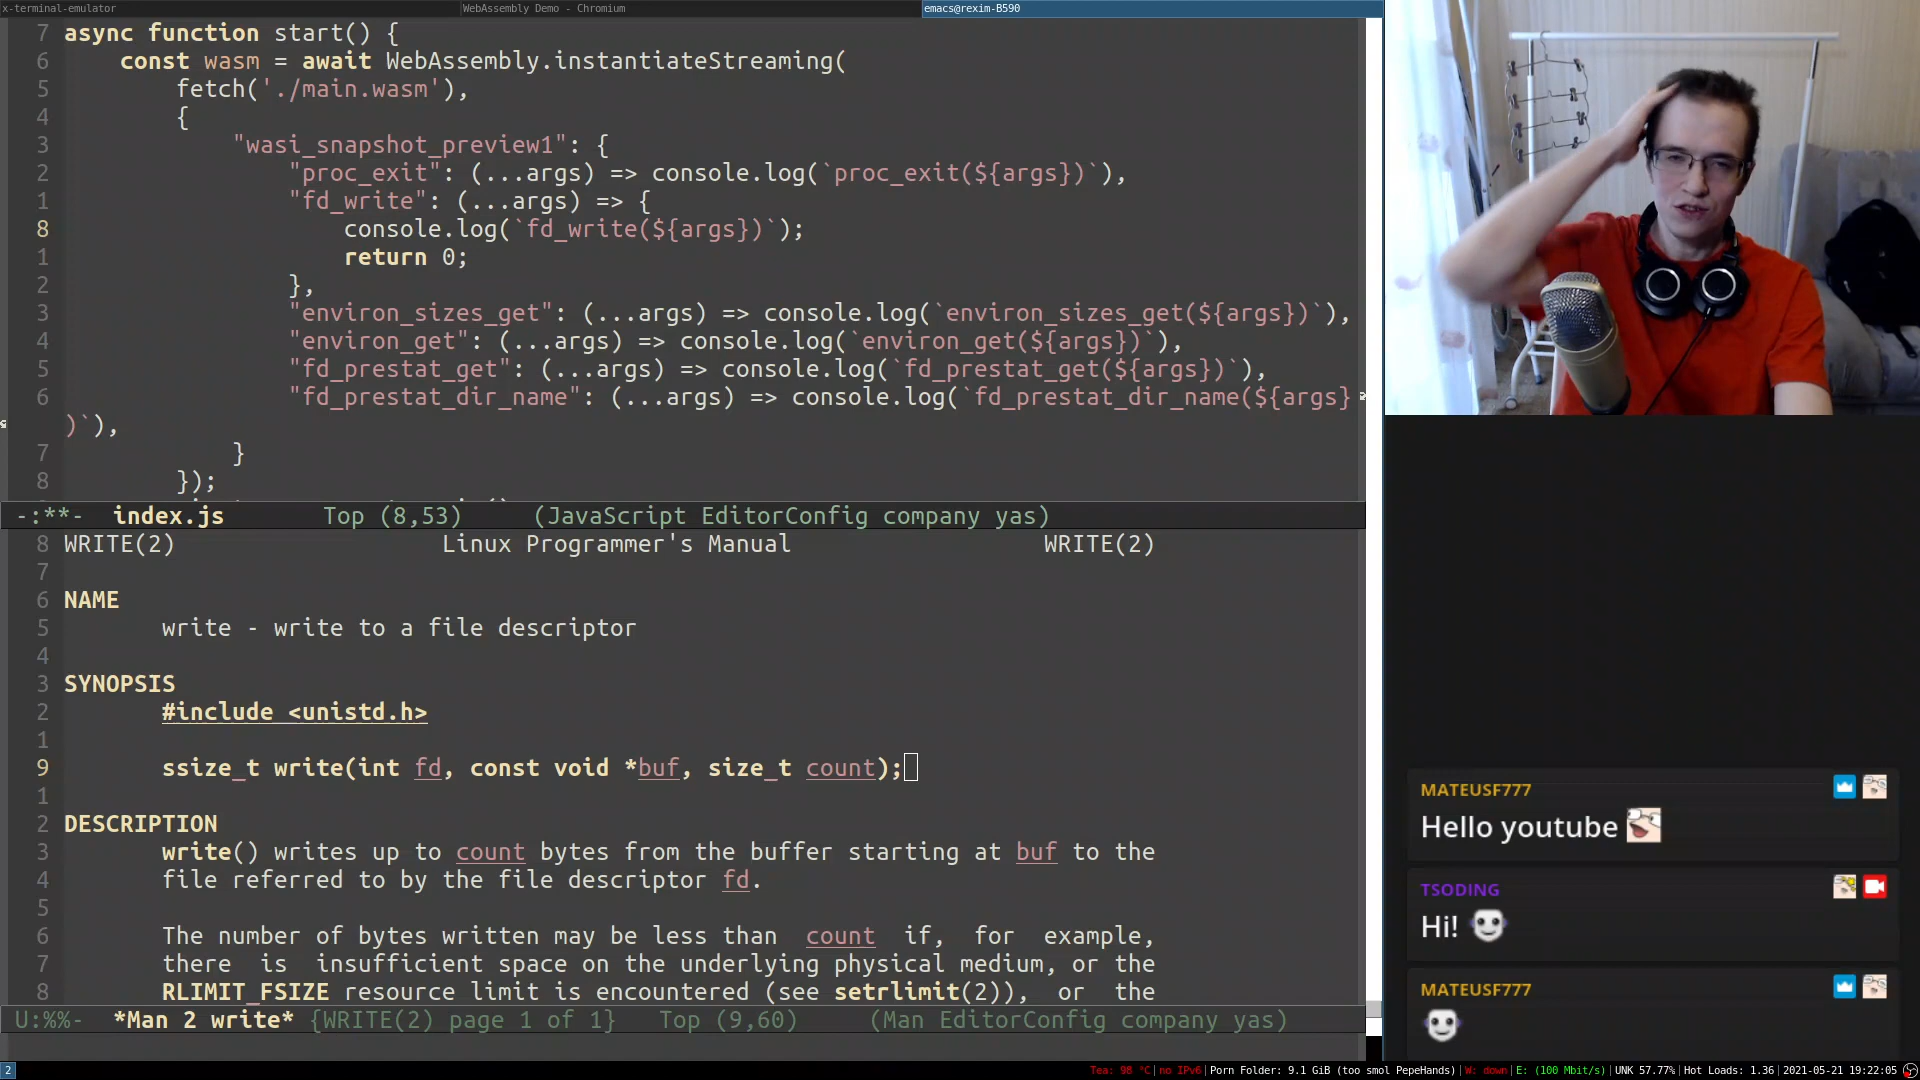 x-terminal-emulator WebAssembly Demo - Chromium emacs@rexim-B590
7 async function start() {
6 const wasm = await WebAssembly.instantiateStreaming(
5 fetch('./main.wasm'),
4 {
3 "wasi_snapshot_preview1": {
2 "proc_exit": (...args) => console.log(`proc_exit(${args})`),
1 "fd_write": (...args) => {
8 console.log(`fd_write(${args})`);
1 return 0;
2 },
3 "environ_sizes_get": (...args) => console.log(`environ_sizes_get(${args})`),
4 "environ_get": (...args) => console.log(`environ_get(${args})`),
5 "fd_prestat_get": (...args) => console.log(`fd_prestat_get(${args})`),
6 "fd_prestat_dir_name": (...args) => console.log(`fd_prestat_dir_name(${args}
)`),
7 }
8 });
-:**- index.js Top (8,53) (JavaScript EditorConfig company yas)
8 WRITE(2) Linux Programmer's Manual WRITE(2)
7
6 NAME
5 write - write to a file descriptor
4
3 SYNOPSIS
2 #include <unistd.h>
1
9 ssize_t write(int fd, const void *buf, size_t count);
1
2 DESCRIPTION
3 write() writes up to count bytes from the buffer starting at buf to the
4 file referred to by the file descriptor fd.
5
6 The number of bytes written may be less than count if, for example,
7 there is insufficient space on the underlying physical medium, or the
8 RLIMIT_FSIZE resource limit is encountered (see setrlimit(2)), or the
U:%%- *Man 2 write* {WRITE(2) page 1 of 1} Top (9,60) (Man EditorConfig company yas)
MATEUSF777
Hello youtube
TSODING
Hi!
MATEUSF777
2 Tea: 98 °C|no IPv6|Porn Folder: 9.1 GiB (too smol PepeHands)|W: down|E: (100 Mbit/s)|UNK 57.77%|Hot Loads: 1.36|2021-05-21 19:22:05